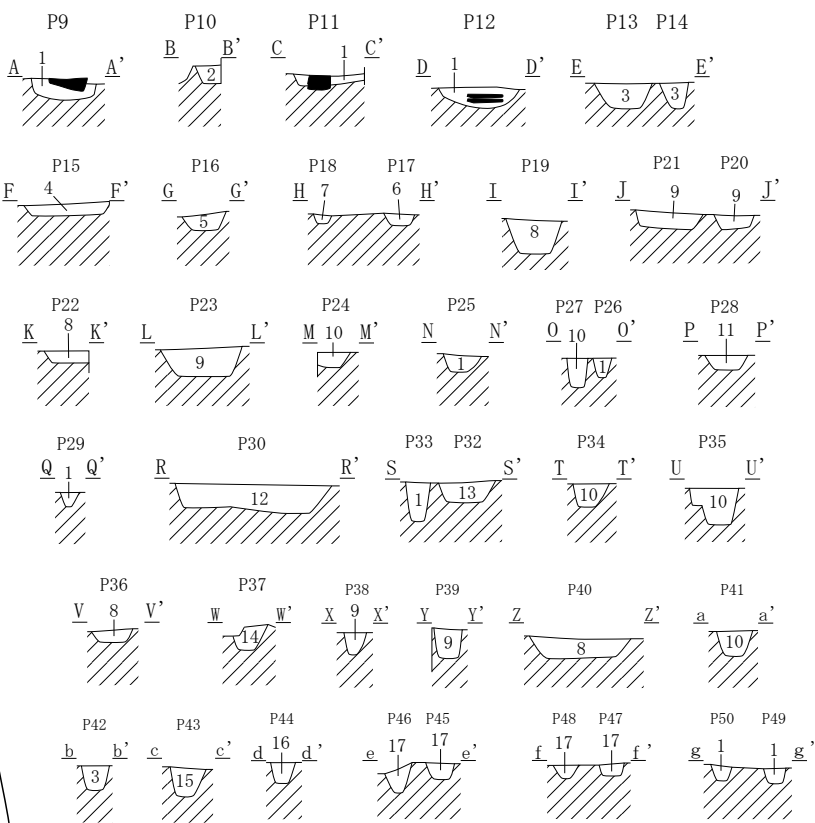 P9 P10 P11 P12 P13 P14
A 1 A' B B' 2 C 1 C' D 1 D' E 3 3 E'
P15 P16 P18 P17 P19 P21 P20
F 4 F' G 5 G' H 7 6 H' I 8 I' J 9 9 J'
P22 P23 P24 P25 P27 P26 P28
K 8 K' L 9 L' M 10 M' N 1 N' O 10 1 O' P 11 P'
P29 P30 P33 P32 P34 P35
Q 1 Q' R 12 R' S 1 13 S' T 10 T' U 10 U'
P36 P37 P38 P39 P40 P41
V 8 V' W 14 W' X 9 X' Y 9 Y' Z 8 Z' a 10 a'
P42 P43 P44 P46 P45 P48 P47 P50 P49
b 3 b' c 15 c' d 16 d' e 17 17 e' f 17 17 f' g 1 1 g'